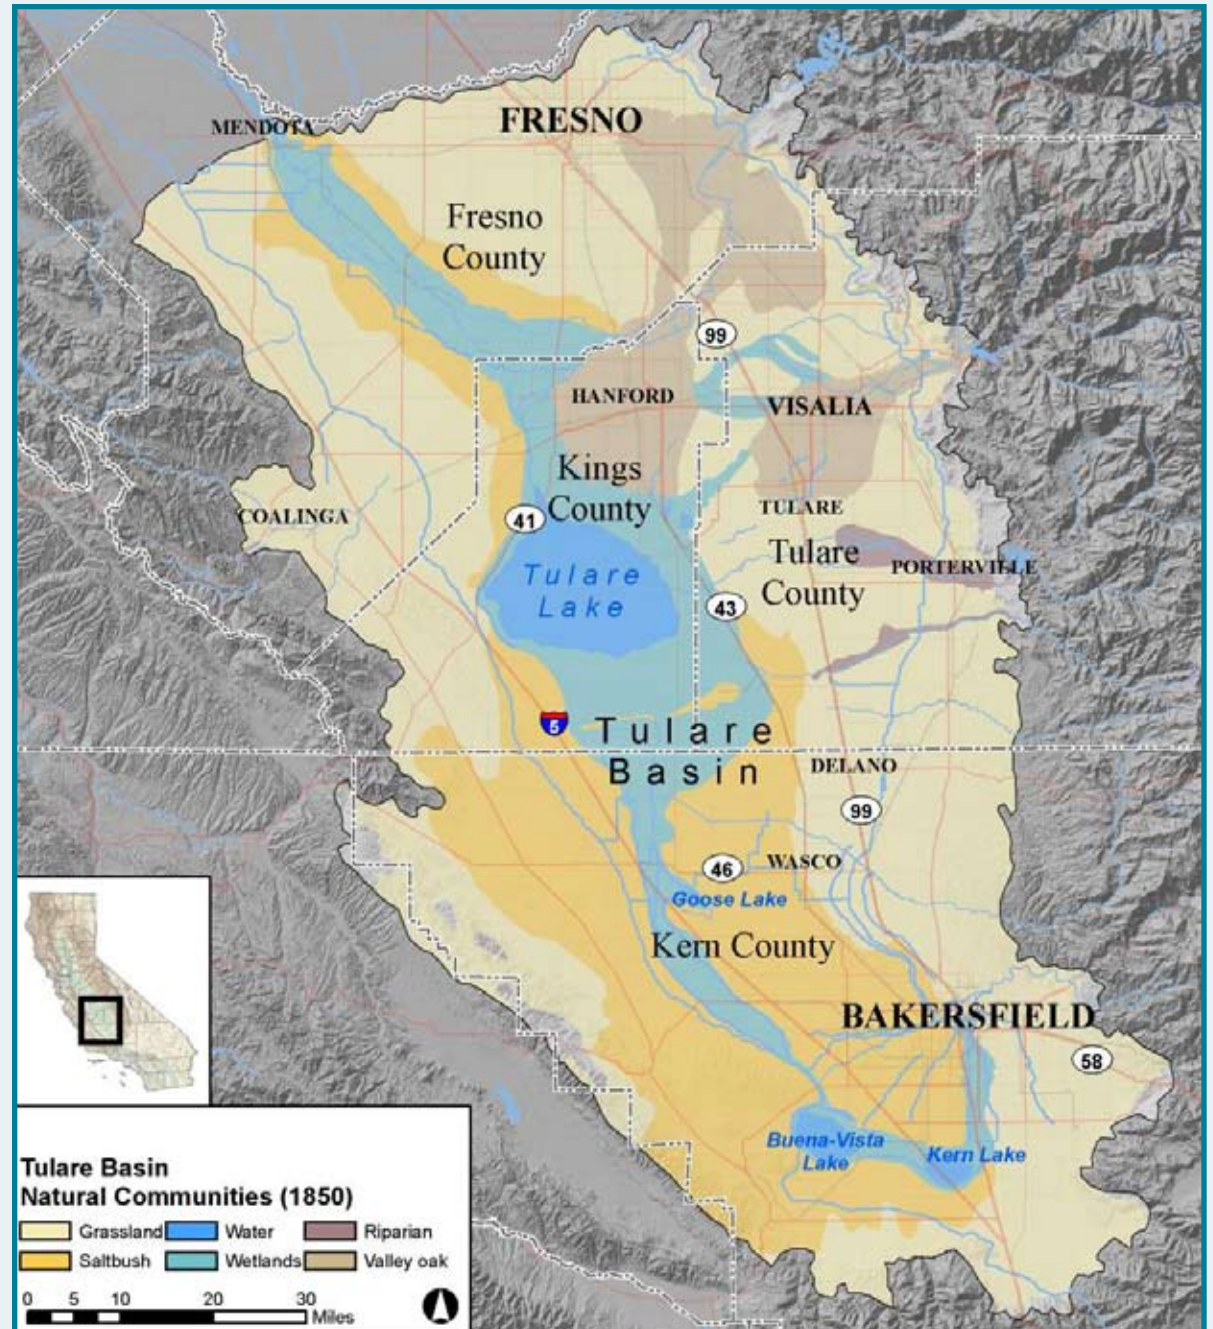 MENDOTA
FRESNO
Fresno
County
99
HANFORD
VISALIA
Kings
County
41
COALINGA
TULARE
Tulare
County
PORTERVILLE
Tulare
Lake
43
5
Tulare
Basin
DELANO
99
46
WASCO
Goose Lake
Kern County
BAKERSFIELD
58
Buena-Vista
Lake
Kern Lake
Tulare Basin
Natural Communities (1850)
Grassland Water Riparian
Saltbush Wetlands Valley oak
0 5 10 20 30
Miles